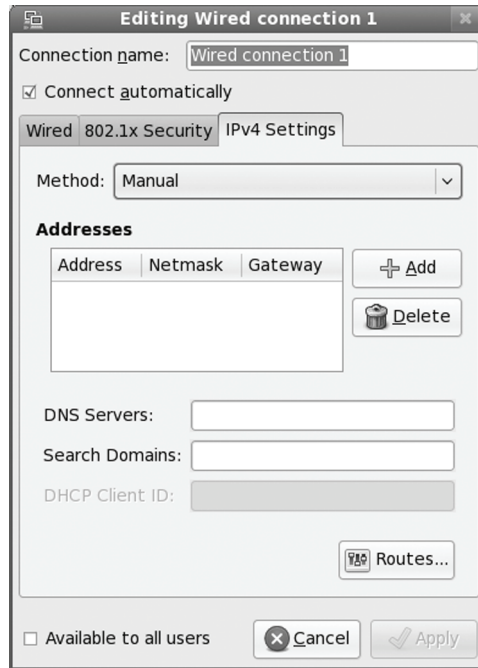 Editing Wired connection 1
Connection name: Wired connection 1
Connect automatically
Wired 802.1x Security IPv4 Settings
Method: Manual
Addresses
Address Netmask Gateway
Add
Delete
DNS Servers:
Search Domains:
DHCP Client ID:
Routes...
Available to all users Cancel Apply